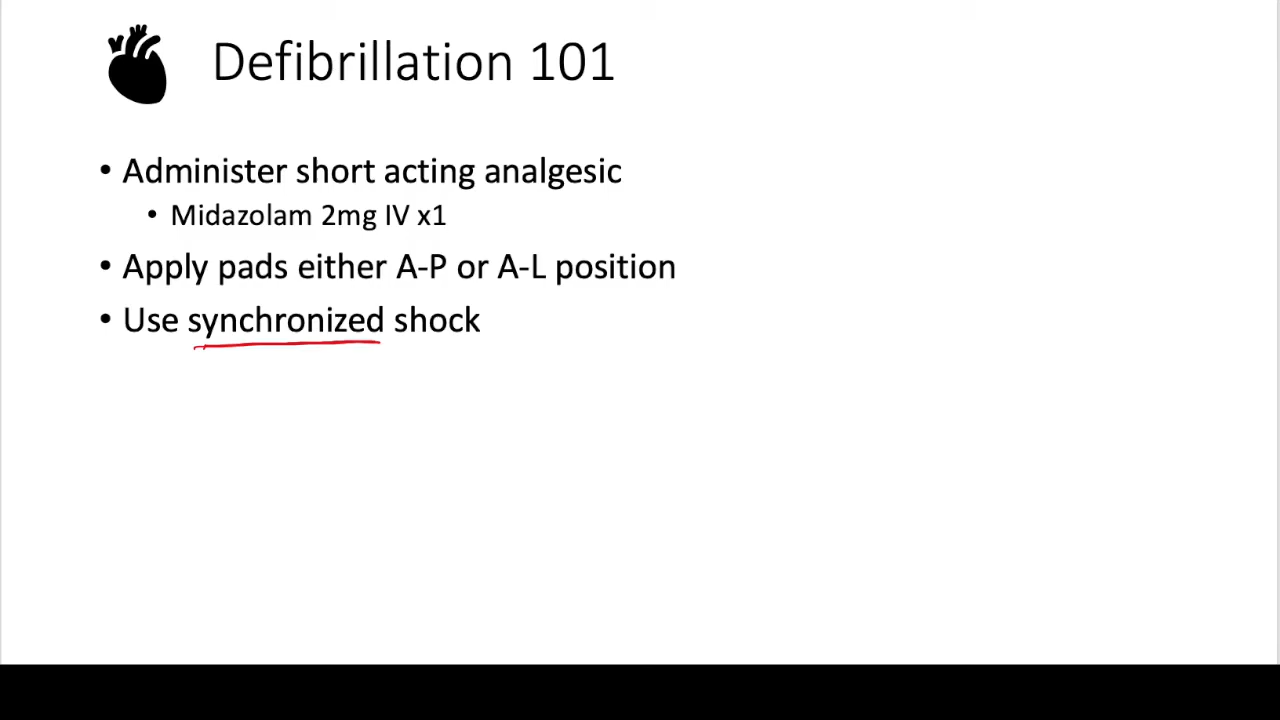 Defibrillation 101
• Administer short acting analgesic
• Midazolam 2mg IV x1
• Apply pads either A-P or A-L position
• Use synchronized shock